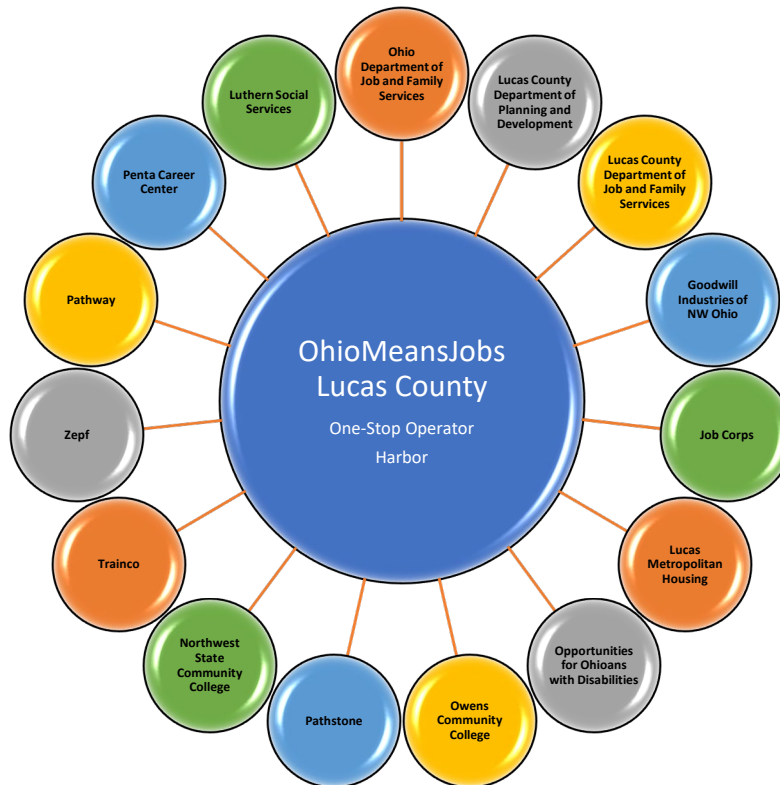 Ohio
Department of
Job and Family
Services
Lucas County
Department of
Planning and
Development
Lucas County
Department of
Job and Family
Serrvices
Goodwill
Industries of
NW Ohio
Job Corps
Lucas
Metropolitan
Housing
Opportunities
for Ohioans
with Disabilities
Owens
Community
College
Pathstone
Northwest
State
Community
College
Trainco
Zepf
Pathway
Penta Career
Center
Luthern Social
Services
OhioMeansJobs
Lucas County
One-Stop Operator
Harbor